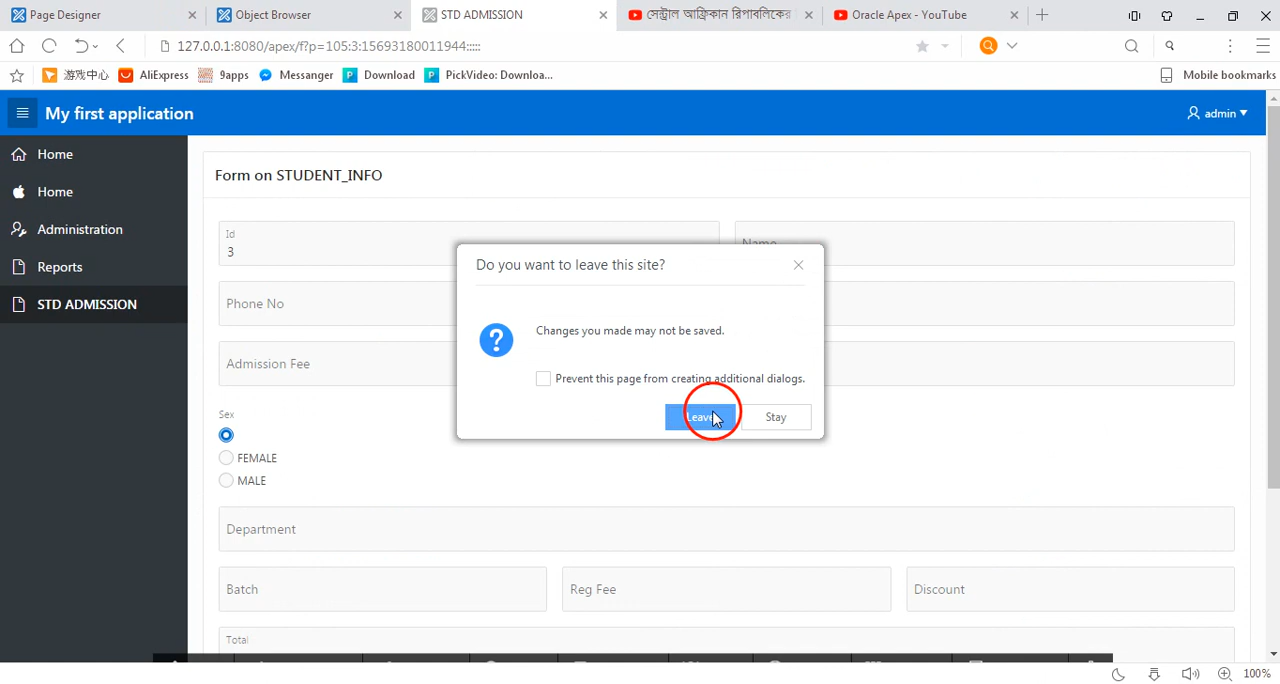 Page Designer
Object Browser
STD ADMISSION
সেন্ট্রাল আফ্রিকান রিপাবলিকের
Oracle Apex - YouTube
127.0.0.1:8080/apex/f?p=105:3:15693180011944:::::
游戏中心
AliExpress
9apps
Messanger
Download
PickVideo: Downloa...
Mobile bookmarks
My first application
admin
Home
Home
Administration
Reports
STD ADMISSION
Form on STUDENT_INFO
Id
3
Name
Phone No
Admission Fee
Do you want to leave this site?
Changes you made may not be saved.
Prevent this page from creating additional dialogs.
Leave
Stay
Sex
FEMALE
MALE
Department
Batch
Reg Fee
Discount
Total
100%